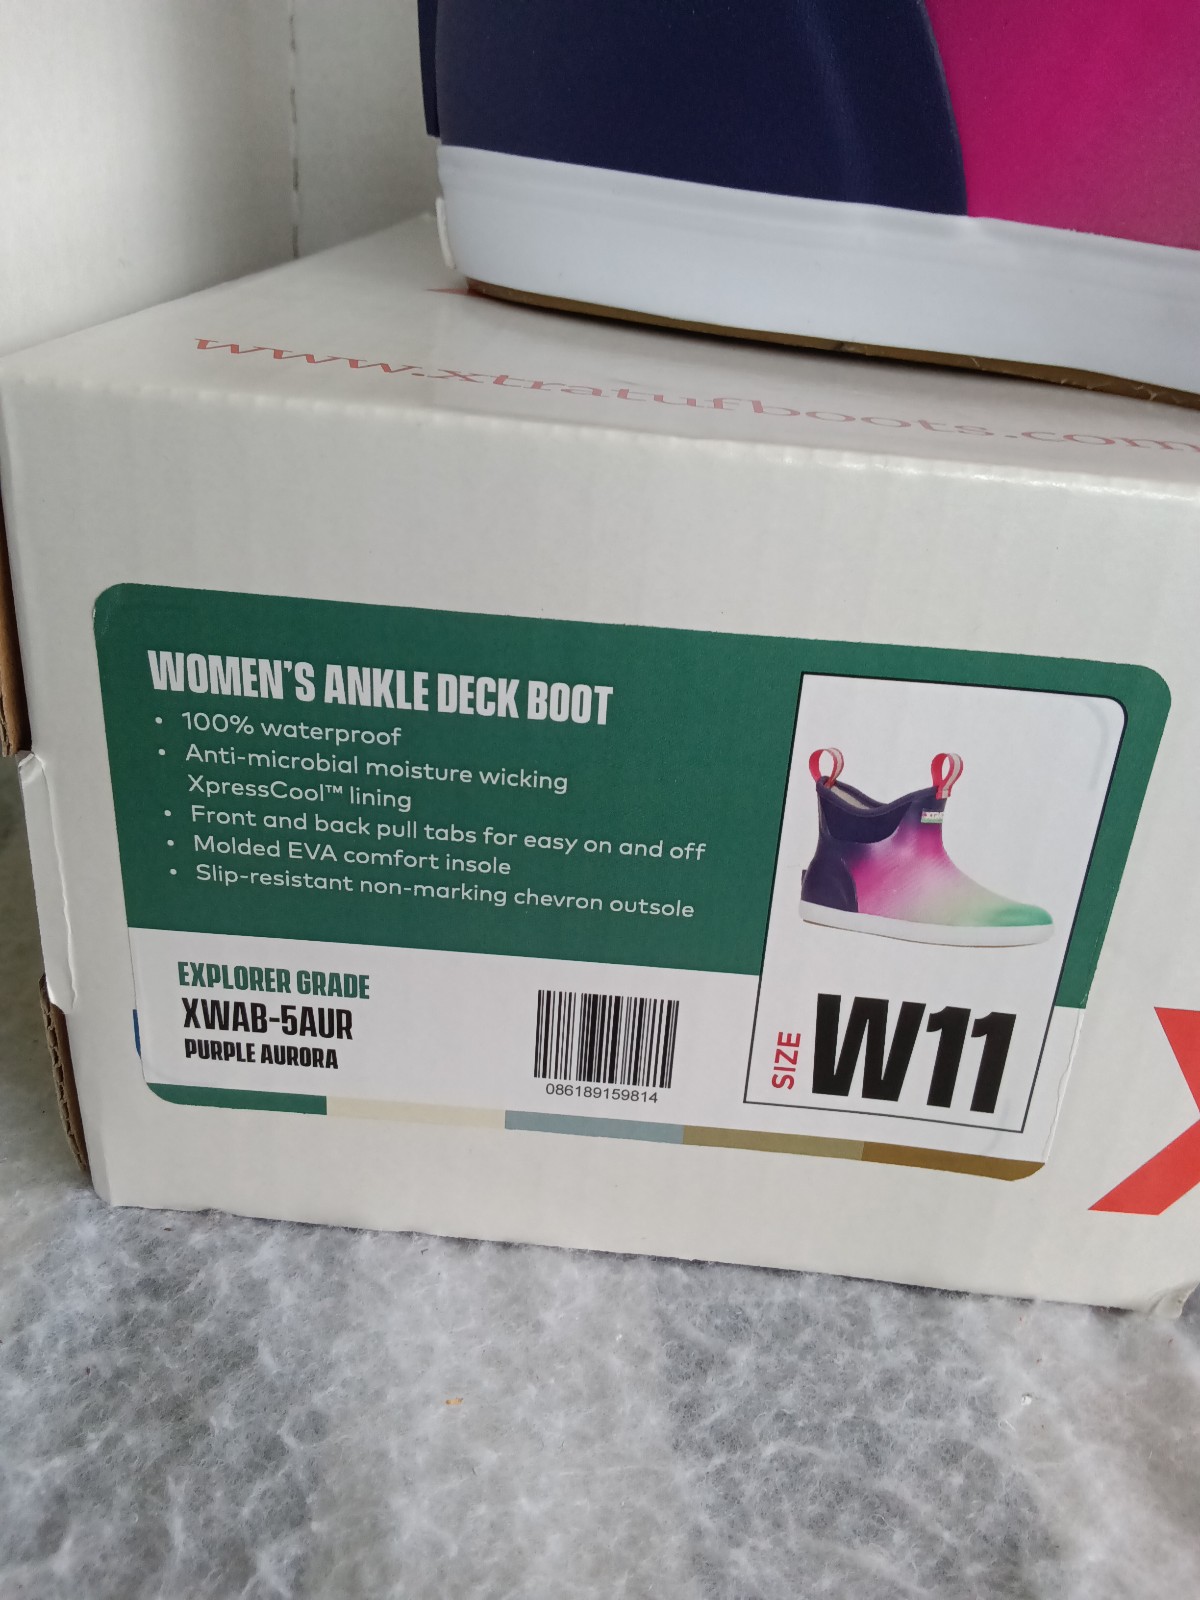 www.xtratufboots.com
WOMEN'S ANKLE DECK BOOT
• 100% waterproof
• Anti-microbial moisture wicking
XpressCool™ lining
• Front and back pull tabs for easy on and off
• Molded EVA comfort insole
• Slip-resistant non-marking chevron outsole
EXPLORER GRADE
XWAB-5AUR
PURPLE AURORA
086189159814
SIZE W11